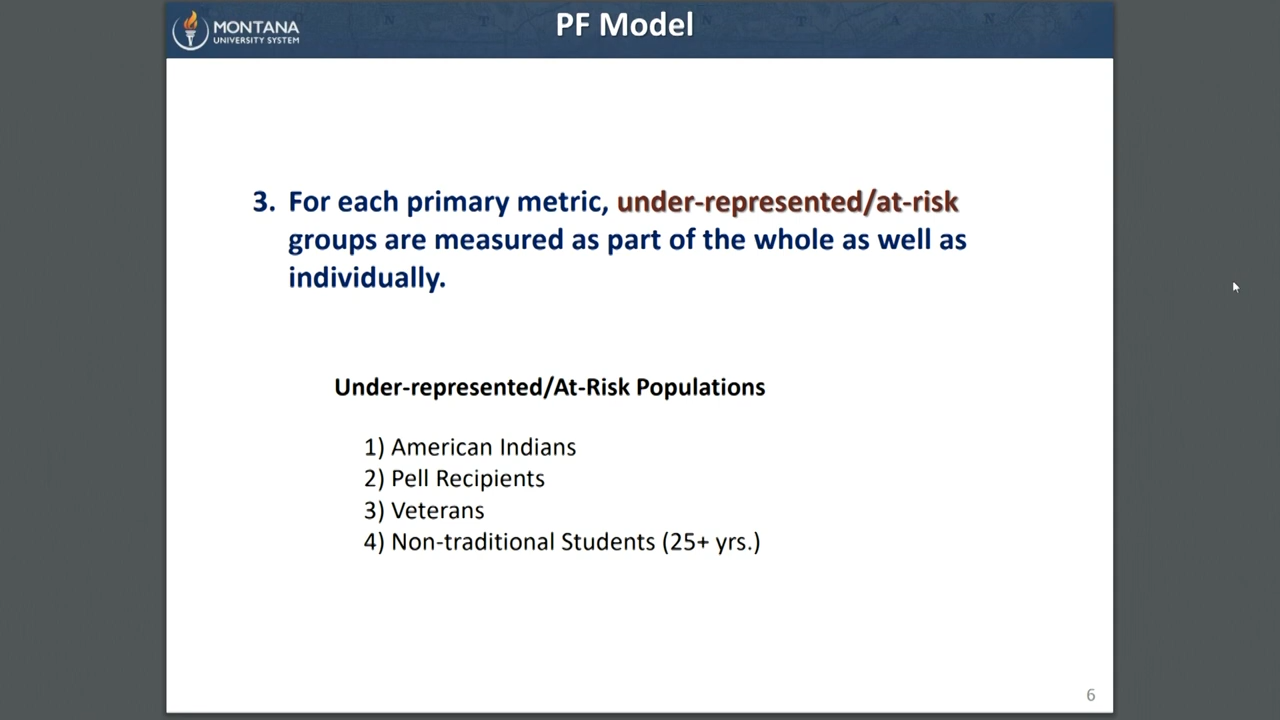 MONTANA
UNIVERSITY SYSTEM
PF Model
3. For each primary metric, under-represented/at-risk
groups are measured as part of the whole as well as
individually.
Under-represented/At-Risk Populations
1) American Indians
2) Pell Recipients
3) Veterans
4) Non-traditional Students (25+ yrs.)
6